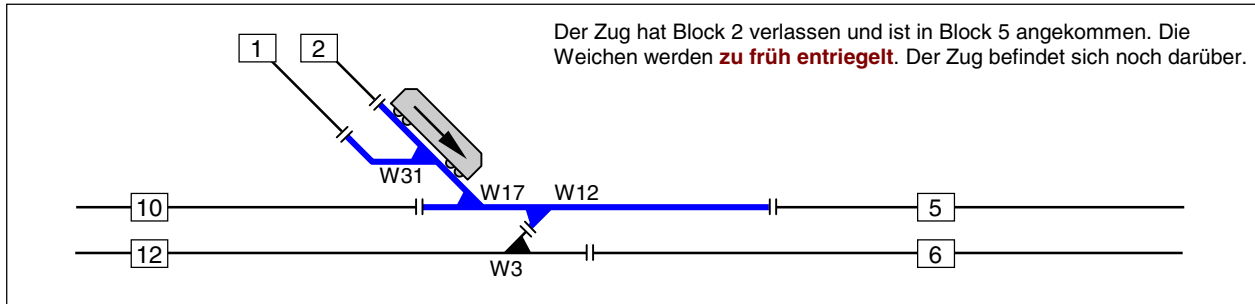 Der Zug hat Block 2 verlassen und ist in Block 5 angekommen. Die
Weichen werden zu früh entriegelt. Der Zug befindet sich noch darüber.
1
2
W31
W17
W12
10
5
12
6
W3